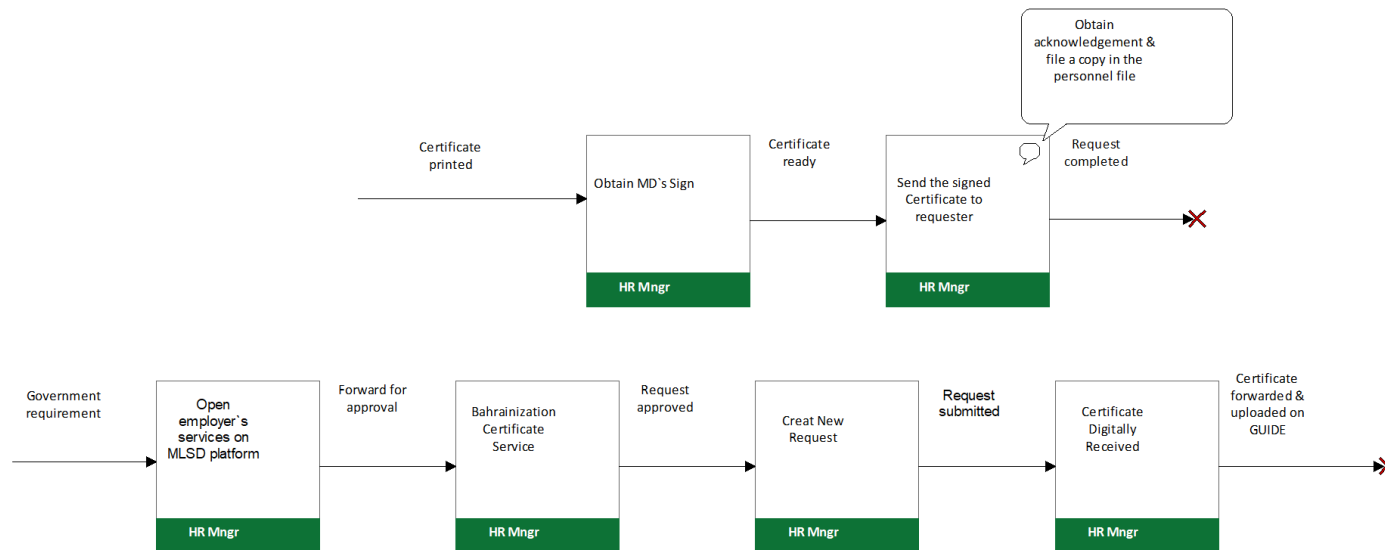 Obtain
acknowledgement &
file a copy in the
personnel file
Certificate
printed
Obtain MD`s Sign
HR Mngr
Certificate
ready
Send the signed
Certificate to
requester
HR Mngr
Request
completed
Government
requirement
Open
employer`s
services on
MLSD platform
HR Mngr
Forward for
approval
Bahrainization
Certificate
Service
HR Mngr
Request
approved
Creat New
Request
HR Mngr
Request
submitted
Certificate
Digitally
Received
HR Mngr
Certificate
forwarded &
uploaded on
GUIDE